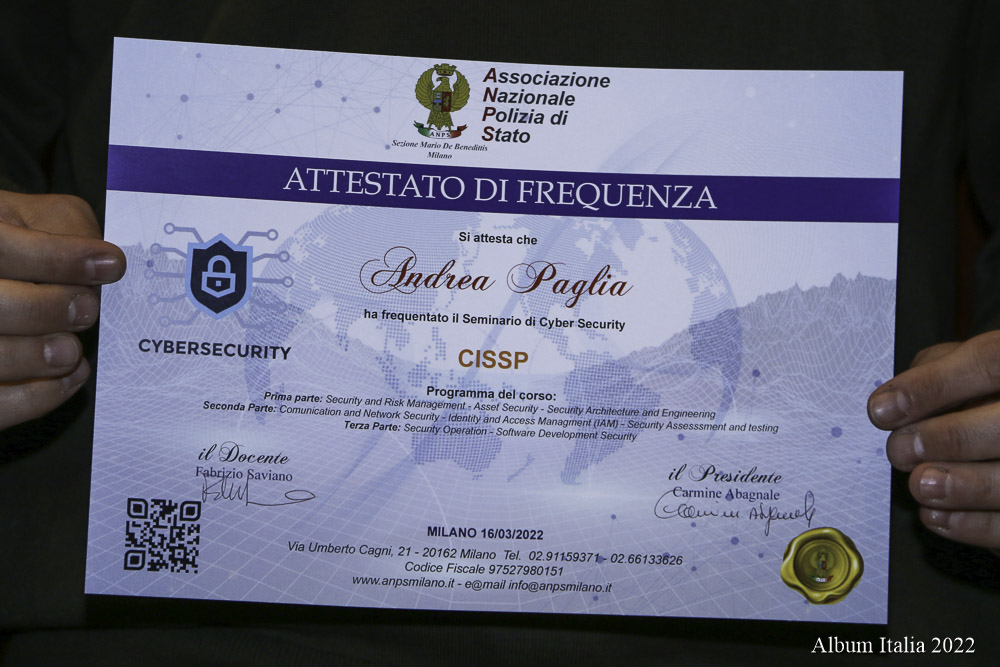 Associazione
Nazionale
Polizia di
Stato
ANPS
Sezione Mario De Benedittis
Milano
ATTESTATO DI FREQUENZA
Si attesta che
Andrea Paglia
ha frequentato il Seminario di Cyber Security
CYBERSECURITY
CISSP
Programma del corso:
Prima parte: Security and Risk Management - Asset Security - Security Architecture and Engineering
Seconda Parte: Comunication and Network Security - Identity and Access Managment (IAM) - Security Assesssment and testing
Terza Parte: Security Operation - Software Development Security
il Docente
Fabrizio Saviano
il Presidente
Carmine Abagnale
MILANO 16/03/2022
Via Umberto Cagni, 21 - 20162 Milano Tel. 02.91159371 - 02.66133626
Codice Fiscale 97527980151
www.anpsmilano.it - e@mail info@anpsmilano.it
Album Italia 2022